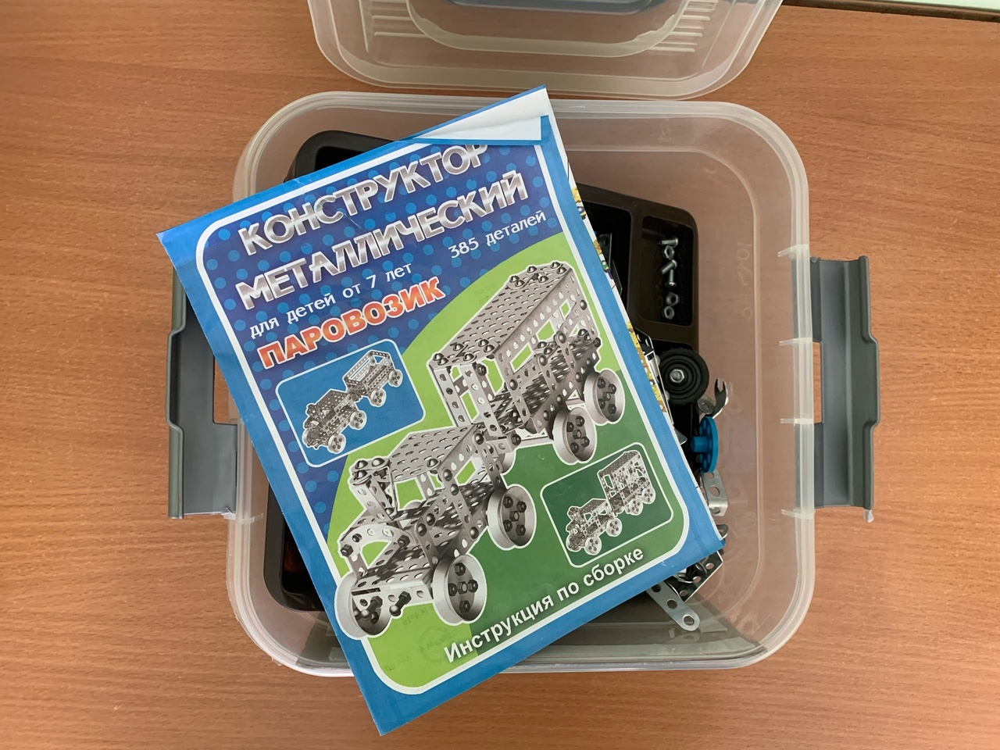 КОНСТРУКТОР
МЕТАЛЛИЧЕСКИЙ
для детей от 7 лет
385 деталей
ПАРОВОЗИК
Инструкция по сборке